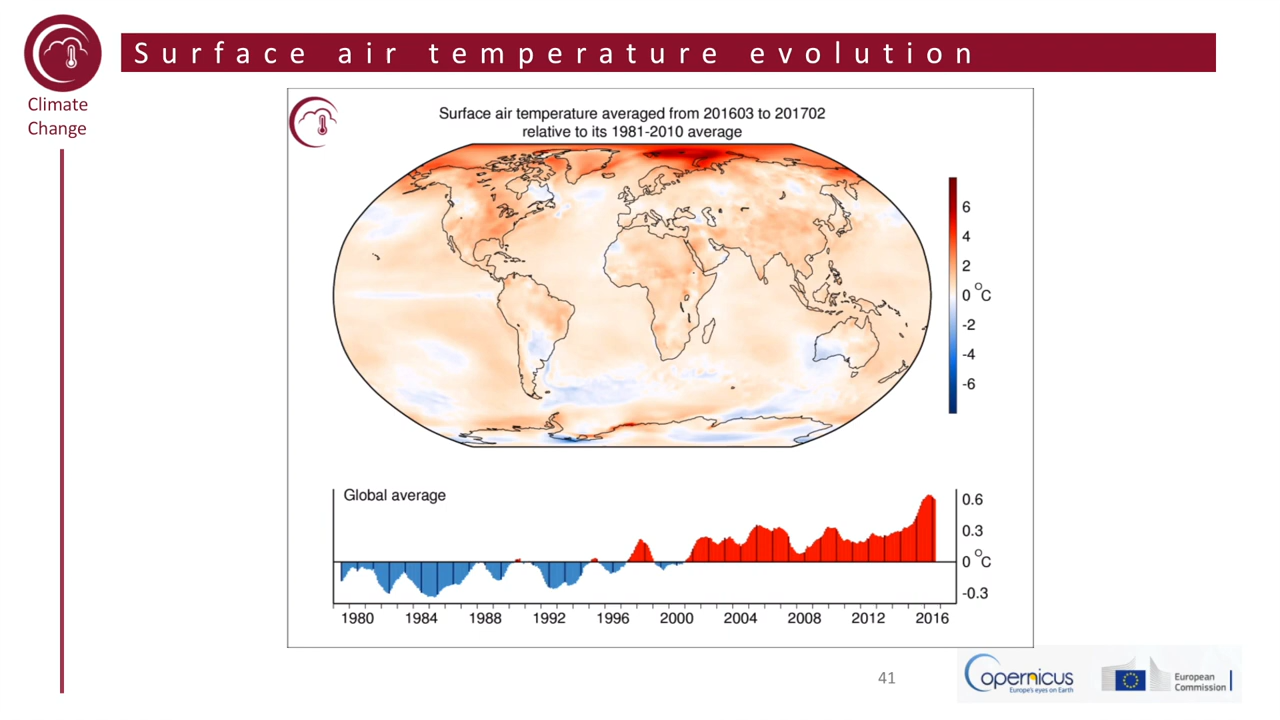 Surface air temperature evolution
Climate
Change
Surface air temperature averaged from 201603 to 201702
relative to its 1981-2010 average
6
4
2
0 °C
-2
-4
-6
Global average
0.6
0.3
0 °C
-0.3
1980 1984 1988 1992 1996 2000 2004 2008 2012 2016
41
Copernicus
Europe's eyes on Earth
European
Commission